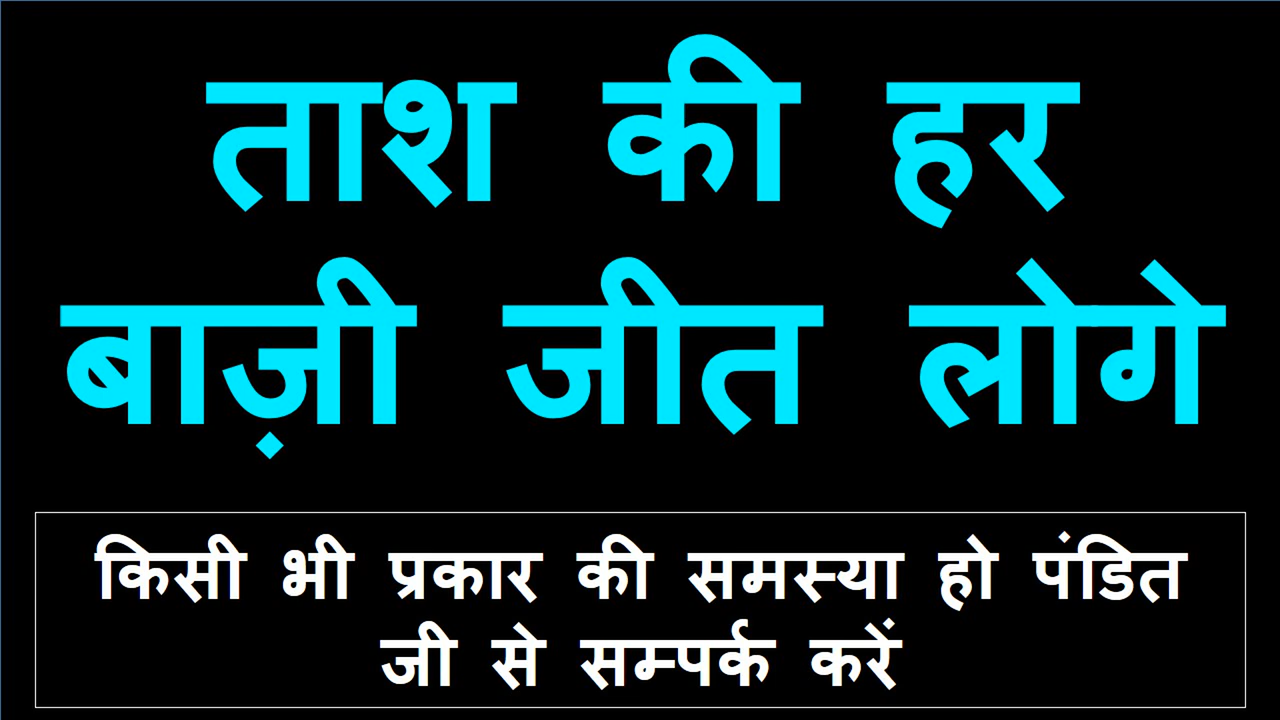 ताश की हर
बाज़ी जीत लोगे
किसी भी प्रकार की समस्या हो पंडित
जी से सम्पर्क करें